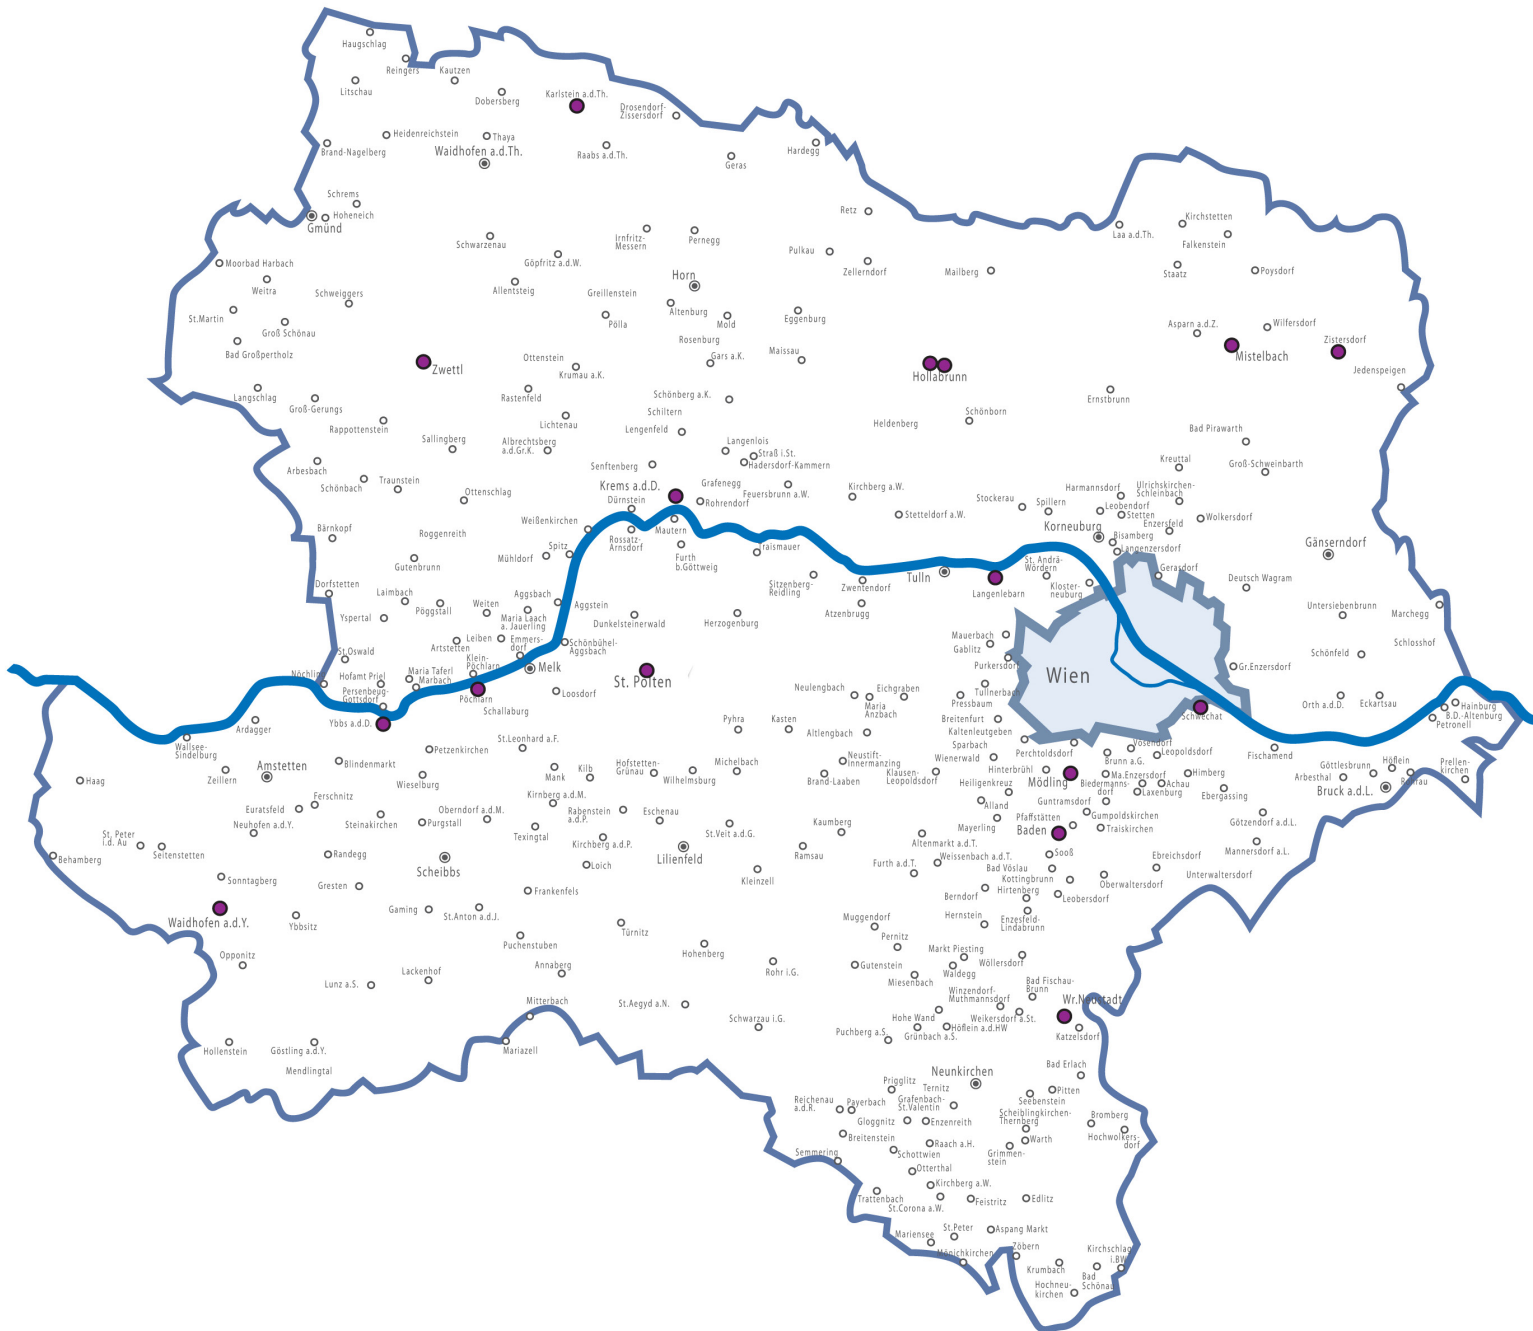 Haugschlag
Reingers
Kautzen
Litschau
Dobersberg
Karlstein a.d.Th.
Drosendorf-
Zissersdorf
Heidenreichstein
Thaya
Brand-Nagelberg
Waidhofen a.d.Th.
Raabs a.d.Th.
Geras
Hardegg
Schrems
Hoheneich
Gmünd
Retz
Kirchstetten
Laa a.d.Th.
Falkenstein
Schwarzenau
Irnfritz-
Messern
Pernegg
Pulkau
Göpfritz a.d.W.
Zellerndorf
Mailberg
Staatz
Poysdorf
Moorbad Harbach
Weitra
Horn
Allentsteig
Schweiggers
Greillenstein
Altenburg
St.Martin
Groß Schönau
Pölla
Mold
Eggenburg
Asparn a.d.Z.
Wilfersdorf
Zistersdorf
Bad Großpertholz
Rosenburg
Ottenstein
Gars a.K.
Maissau
Mistelbach
Zwettl
Krumau a.K.
Hollabrunn
Jedenspeigen
Langschlag
Groß-Gerungs
Rastenfeld
Schönberg a.K.
Ernstbrunn
Schiltern
Schönborn
Rappottenstein
Lichtenau
Lengenfeld
Heldenberg
Bad Pirawarth
Sallingberg
Albrechtsberg
a.d.Gr.K.
Langenlois
Straß i.St.
Hadersdorf-Kammern
Kreuttal
Groß-Schweinbarth
Arbesbach
Senftenberg
Schönbach
Traunstein
Krems a.d.D.
Grafenegg
Feuersbrunn a.W.
Kirchberg a.W.
Harmannsdorf
Ulrichskirchen-
Schleinbach
Ottenschlag
Dürnstein
Rohrendorf
Stockerau
Spillern
Leobendorf
Stetten
Stetteldorf a.W.
Wolkersdorf
Weißenkirchen
Mautern
Korneuburg
Enzersfeld
Bärnkopf
Roggenreith
Rossatz-
Arnsdorf
Bisamberg
Gänserndorf
Spitz
Furth
b.Göttweig
Traismauer
Langenzersdorf
Mühldorf
Gutenbrunn
St. Andrä-
Wördern
Gerasdorf
Tulln
Sitzenberg-
Reidling
Zwentendorf
Langenlebarn
Kloster-
neuburg
Deutsch Wagram
Dorfstetten
Laimbach
Pöggstall
Weiten
Aggsbach
Aggstein
Atzenbrugg
Untersiebenbrunn
Marchegg
Yspertal
Maria Laach
a. Jauerling
Dunkelsteinerwald
Herzogenburg
Mauerbach
Gablitz
Schlosshof
Leiben
Artstetten
Emmers-
dorf
Schönbühel-
Aggsbach
Schönfeld
St.Oswald
Klein-
Pöchlarn
Melk
Purkersdorf
Wien
Gr.Enzersdorf
Nöchling
Hofamt Priel
Maria Taferl
Marbach
Persenbeug-
Gottsdorf
Pöchlarn
Loosdorf
St. Pölten
Neulengbach
Eichgraben
Maria
Anzbach
Tullnerbach
Pressbaum
Orth a.d.D.
Eckartsau
Hainburg
B.D.-Altenburg
Petronell
Schallaburg
Schwechat
Ybbs a.d.D.
Ardagger
Pyhra
Kasten
Altlengbach
Breitenfurt
Kaltenleutgeben
Wallsee-
Sindelburg
Petzenkirchen
St.Leonhard a.F.
Sparbach
Wienerwald
Perchtoldsdorf
Vösendorf
Leopoldsdorf
Fischamend
Brunn a.G.
Blindenmarkt
Kilb
Mank
Hofstetten-
Grünau
Wilhelmsburg
Michelbach
Neustift-
Innermanzing
Brand-Laaben
Klausen-
Leopoldsdorf
Hinterbrühl
Göttlesbrunn
Höflein
Arbesthal
Rohrau
Prellen-
kirchen
Haag
Zeillern
Amstetten
Wieselburg
Heiligenkreuz
Mödling
Biedermanns-
dorf
Ma.Enzersdorf
Achau
Laxenburg
Himberg
Ebergassing
Bruck a.d.L.
Ferschnitz
Euratsfeld
Kirnberg a.d.M.
Oberndorf a.d.M.
Rabenstein
a.d.P.
Eschenau
Alland
Guntramsdorf
Pfaffstätten
Gumpoldskirchen
Götzendorf a.d.L.
Neuhofen a.d.Y.
Steinakirchen
Purgstall
Texingtal
St.Veit a.d.G.
Kaumberg
Mayerling
Baden
Traiskirchen
St. Peter
i.d. Au
Seitenstetten
Kirchberg a.d.P.
Lilienfeld
Ramsau
Altenmarkt a.d.T.
Mannersdorf a.L.
Behamberg
Randegg
Scheibbs
Loich
Furth a.d.T.
Weissenbach a.d.T.
Sooß
Bad Vöslau
Ebreichsdorf
Unterwaltersdorf
Sonntagberg
Gresten
Frankenfels
Kleinzell
Kottingbrunn
Oberwaltersdorf
Berndorf
Hirtenberg
Leobersdorf
Gaming
St.Anton a.d.J.
Waidhofen a.d.Y.
Ybbsitz
Türnitz
Muggendorf
Hernstein
Enzesfeld-
Lindabrunn
Puchenstuben
Hohenberg
Pernitz
Markt Piesting
Opponitz
Annaberg
Rohr i.G.
Gutenstein
Waldegg
Wöllersdorf
Lackenhof
Lunz a.S.
Miesenbach
Bad Fischau-
Brunn
Winzendorf-
Muthmannsdorf
Wr.Neustadt
Mitterbach
St.Aegyd a.N.
Schwarzau i.G.
Hohe Wand
Weikersdorf a.St.
Puchberg a.S.
Höflein a.d.HW
Grünbach a.S.
Katzelsdorf
Hollenstein
Göstling a.d.Y.
Mariazell
Mendlingtal
Bad Erlach
Neunkirchen
Prigglitz
Ternitz
Pitten
Seebenstein
Reichenau
a.d.R.
Payerbach
Grafenbach-
St.Valentin
Scheiblingkirchen-
Thernberg
Bromberg
Gloggnitz
Enzenreith
Breitenstein
Raach a.H.
Warth
Hochwolkers-
dorf
Semmering
Schottwien
Grimmen-
stein
Otterthal
Kirchberg a.W.
Trattenbach
St.Corona a.W.
Feistritz
Edlitz
St.Peter
Aspang Markt
Mariensee
Mönichkirchen
Zöbern
Kirchschlag
i.BW
Krumbach
Bad
Schönau
Hochneu-
kirchen